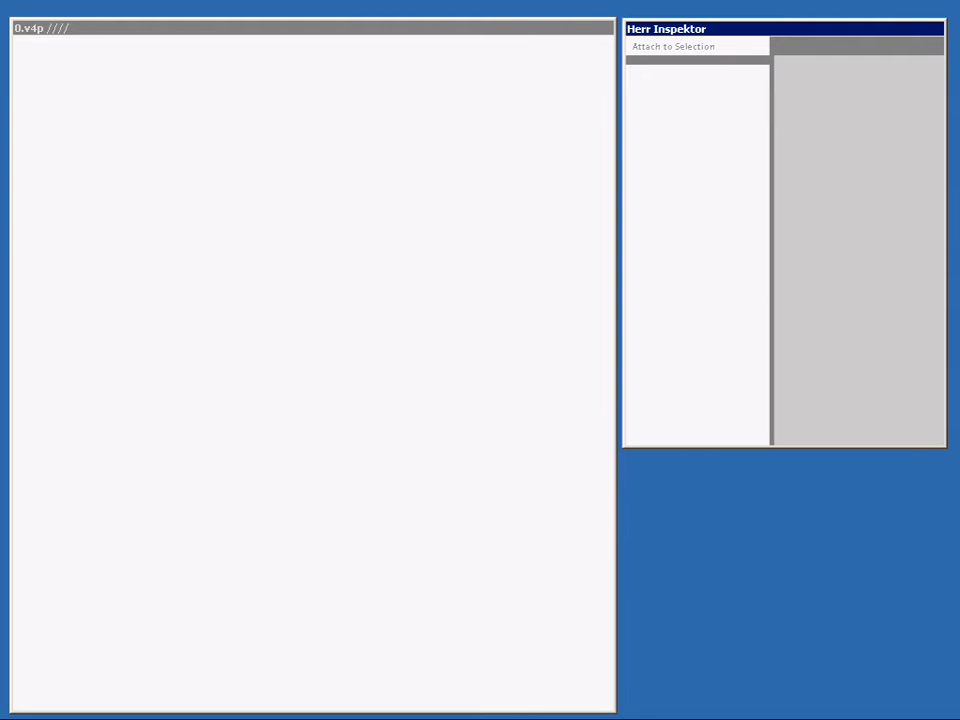 0.v4p ////
Herr Inspektor
Attach to Selection